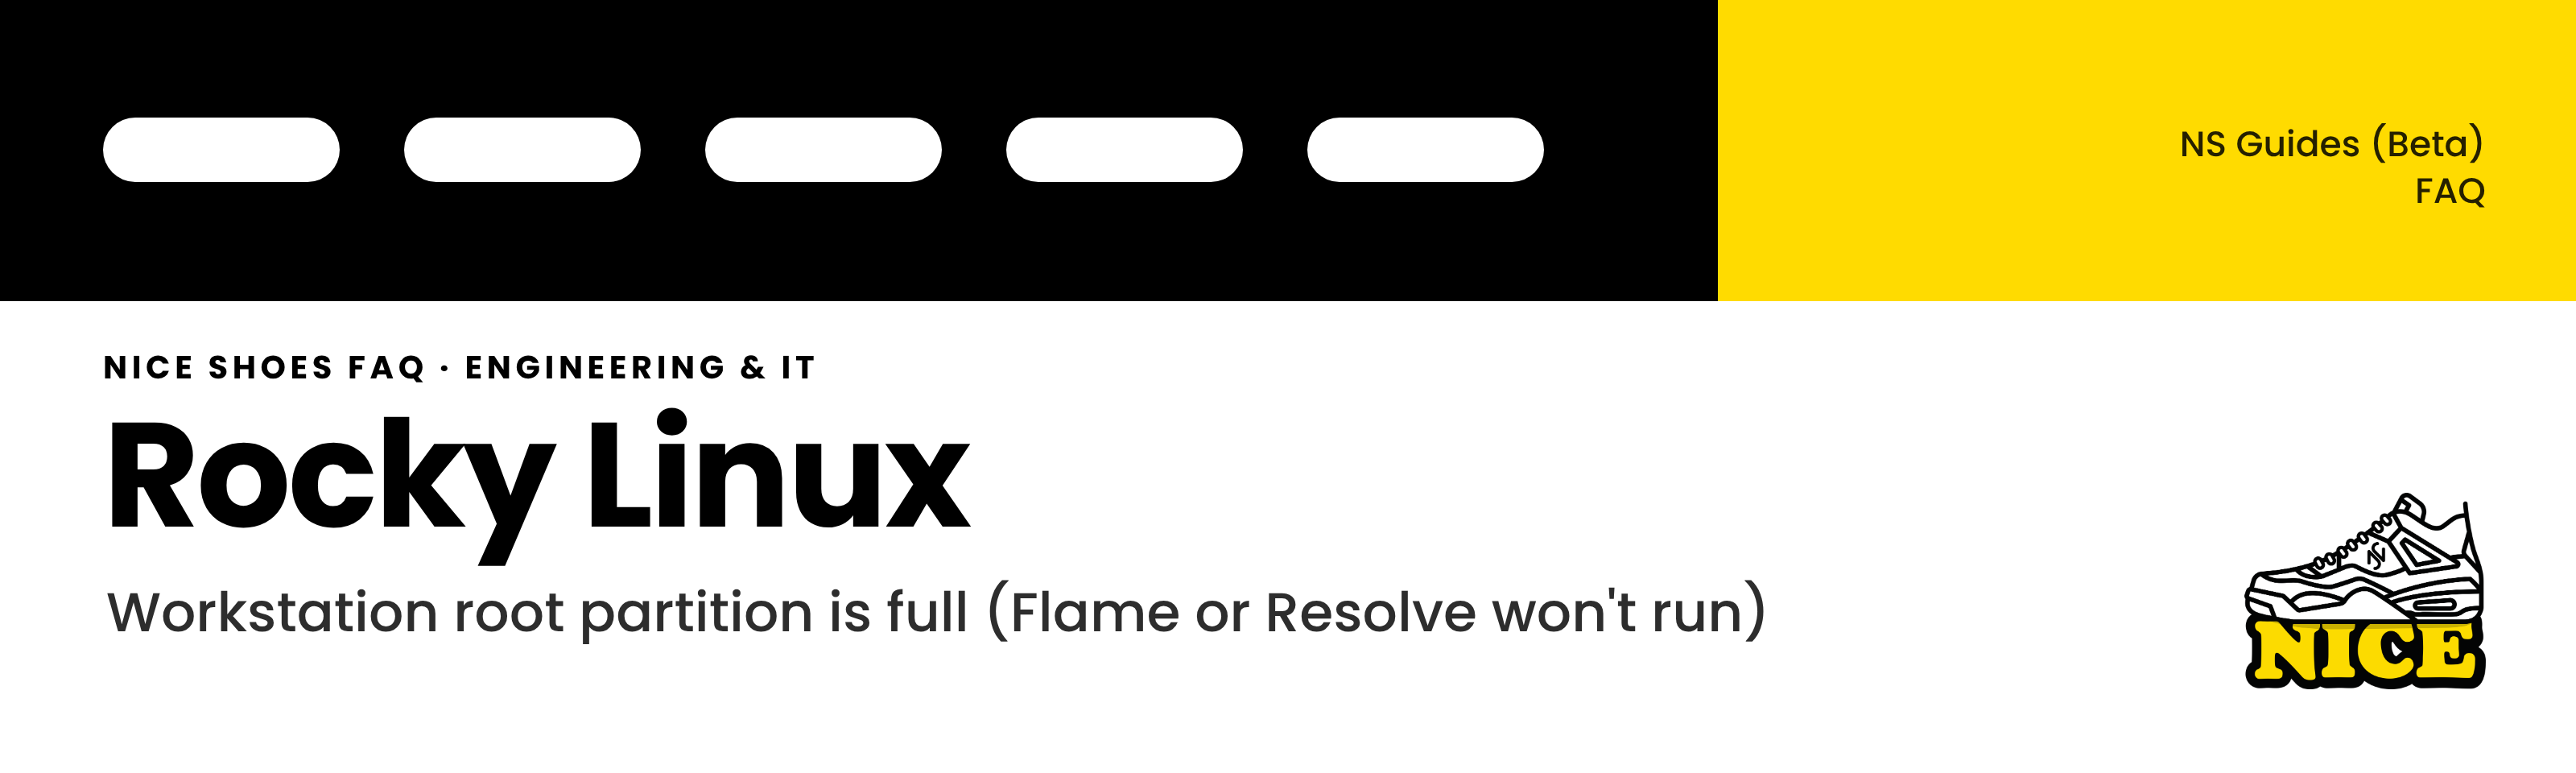 NS Guides (Beta)
FAQ
NICE SHOES FAQ · ENGINEERING & IT
Rocky Linux
Workstation root partition is full (Flame or Resolve won't run)
NS
NICE